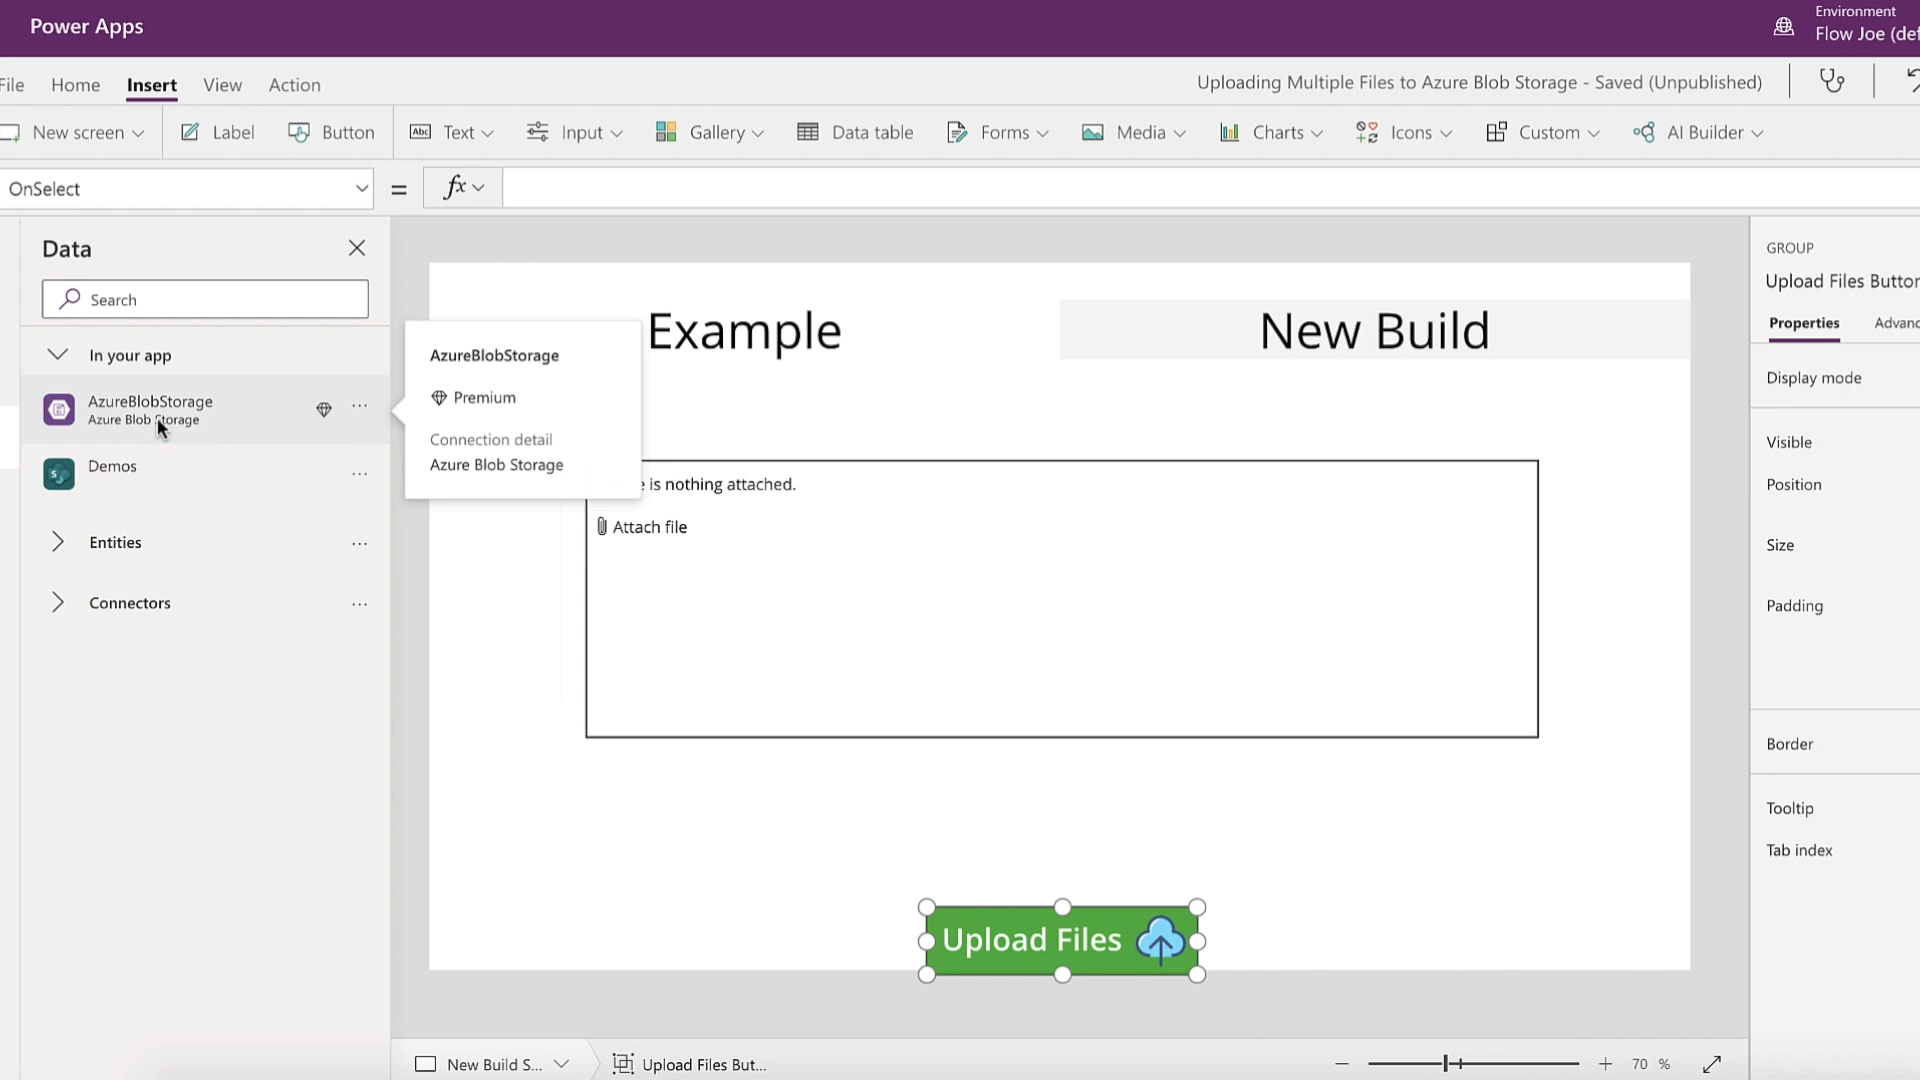 Power Apps
Environment
Flow Joe (def
File Home Insert View Action
Uploading Multiple Files to Azure Blob Storage - Saved (Unpublished)
New screen Label Button Abc Text Input Gallery Data table Forms Media Charts Icons Custom AI Builder
OnSelect = fx
Data
Search
In your app
AzureBlobStorage
Azure Blob Storage
Demos
Entities
Connectors
AzureBlobStorage
Premium
Connection detail
Azure Blob Storage
Example
New Build
is nothing attached.
Attach file
Upload Files
GROUP
Upload Files Button
Properties Advanc
Display mode
Visible
Position
Size
Padding
Border
Tooltip
Tab index
New Build S... Upload Files But... 70 %